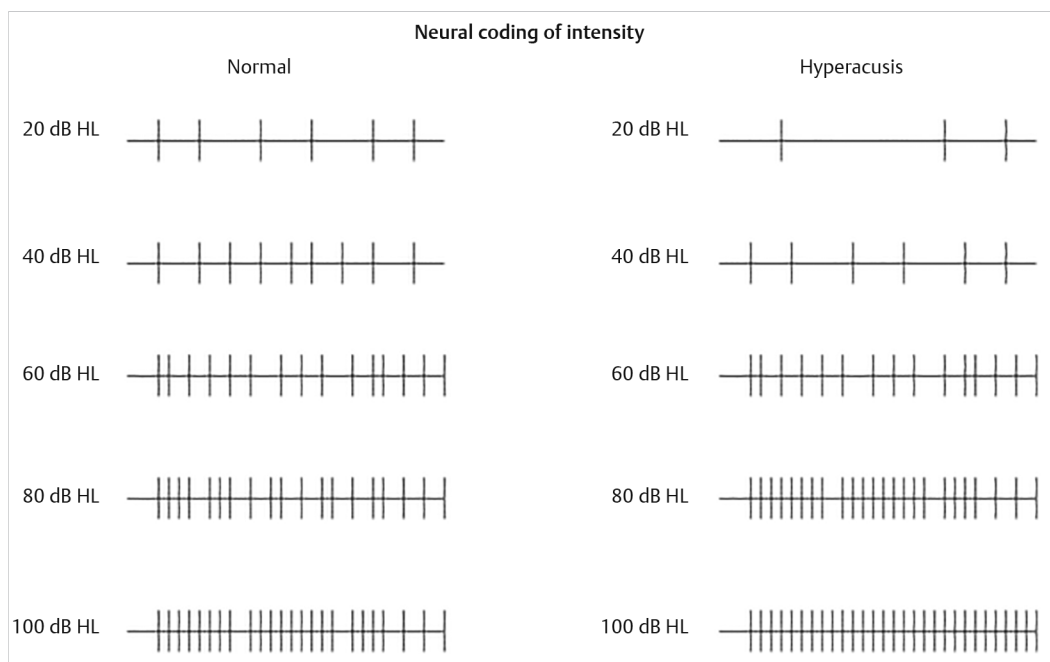 Neural coding of intensity
Normal
Hyperacusis
20 dB HL
20 dB HL
40 dB HL
40 dB HL
60 dB HL
60 dB HL
80 dB HL
80 dB HL
100 dB HL
100 dB HL